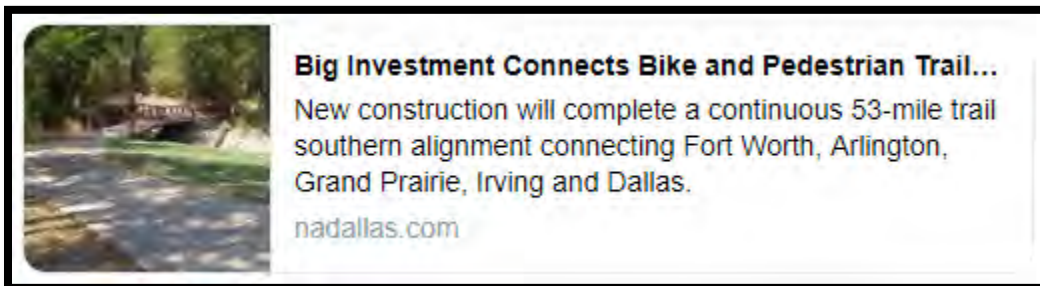 Big Investment Connects Bike and Pedestrian Trail...
New construction will complete a continuous 53-mile trail
southern alignment connecting Fort Worth, Arlington,
Grand Prairie, Irving and Dallas.
nadallas.com